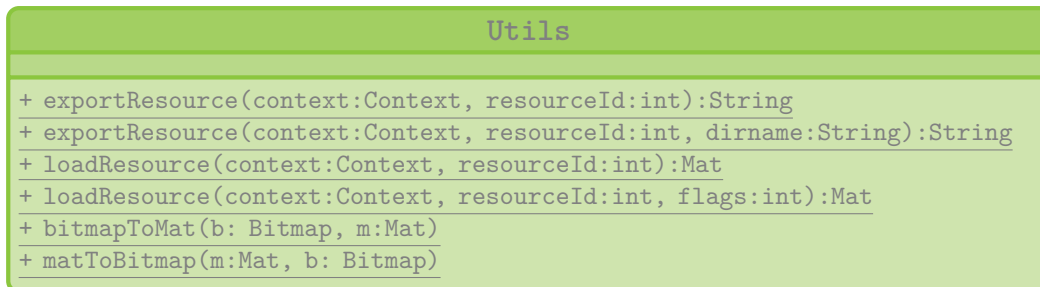 Utils
+ exportResource(context:Context, resourceId:int):String
+ exportResource(context:Context, resourceId:int, dirname:String):String
+ loadResource(context:Context, resourceId:int):Mat
+ loadResource(context:Context, resourceId:int, flags:int):Mat
+ bitmapToMat(b: Bitmap, m:Mat)
+ matToBitmap(m:Mat, b: Bitmap)